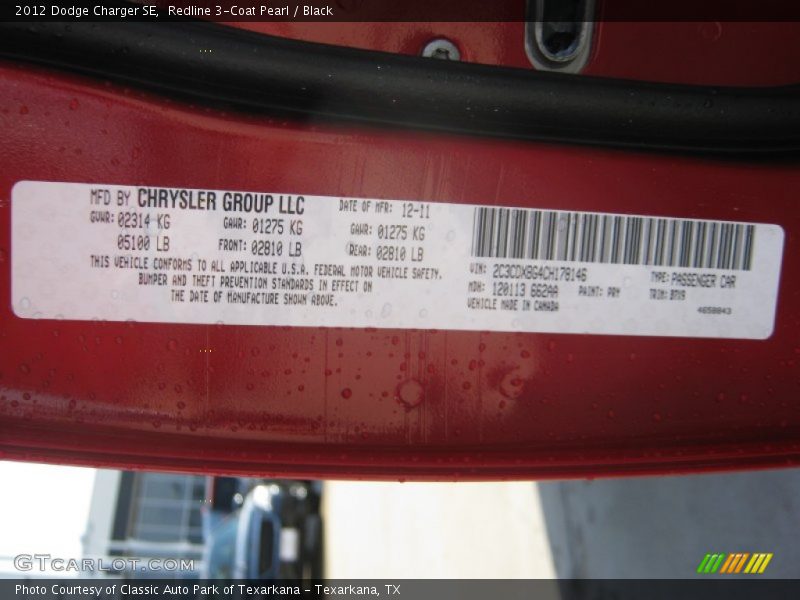 2012 Dodge Charger SE, Redline 3-Coat Pearl / Black
MFD BY CHRYSLER GROUP LLC
DATE OF MFR: 12-11
GVWR: 02314 KG
GAWR: 01275 KG
GAWR: 01275 KG
05100 LB
FRONT: 02810 LB
REAR: 02810 LB
THIS VEHICLE CONFORMS TO ALL APPLICABLE U.S.A. FEDERAL MOTOR VEHICLE SAFETY,
BUMPER AND THEFT PREVENTION STANDARDS IN EFFECT ON
THE DATE OF MANUFACTURE SHOWN ABOVE.
VIN: 2C3CDXBG4CH178146
TYPE: PASSENGER CAR
MDH: 120113 662AA
PAINT: PRY
TRIM:
VEHICLE MADE IN CANADA
4658843
GTCARLOT.COM
Photo Courtesy of Classic Auto Park of Texarkana - Texarkana, TX